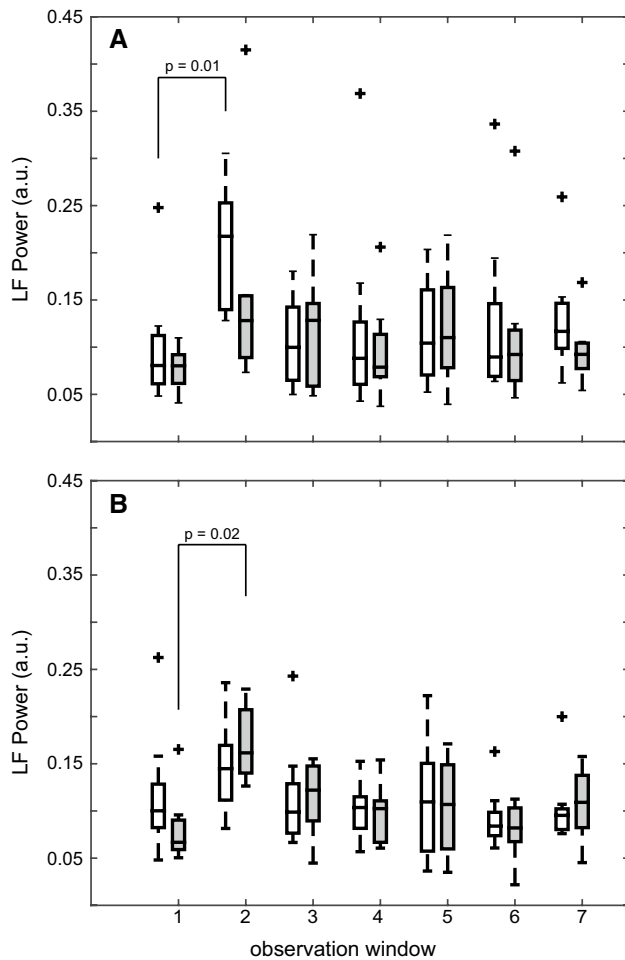 A
p = 0.01
0.45
0.35
0.25
0.15
0.05
LF Power (a.u.)
B
p = 0.02
0.45
0.35
0.25
0.15
0.05
LF Power (a.u.)
1 2 3 4 5 6 7
observation window